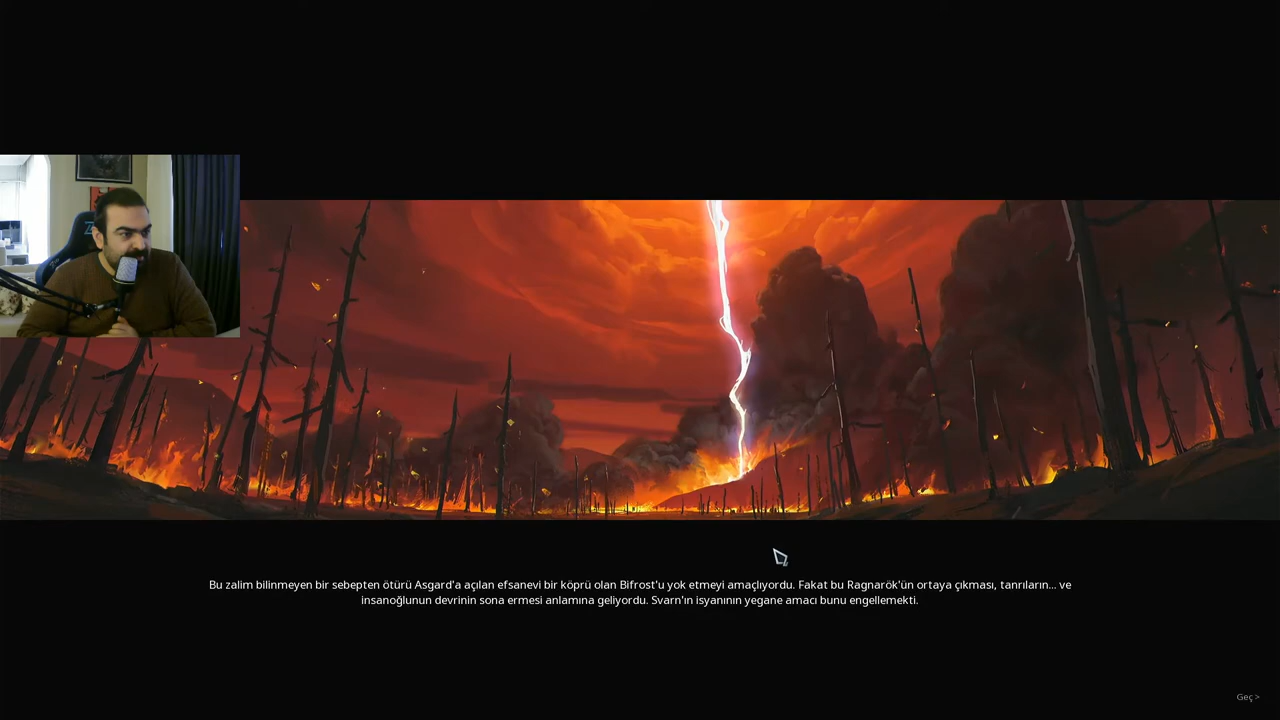 Bu zalim bilinmeyen bir sebepten ötürü Asgard'a açılan efsanevi bir köprü olan Bifrost'u yok etmeyi amaçlıyordu. Fakat bu Ragnarök'ün ortaya çıkması, tanrıların... ve
insanoğlunun devrinin sona ermesi anlamına geliyordu. Svarn'ın isyanının yegane amacı bunu engellemekti.
Geç >